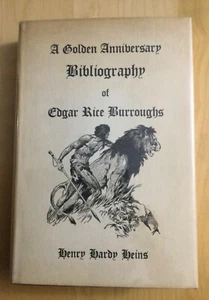 A Golden Anniversary
Bibliography
of
Edgar Rice Burroughs
Henry Hardy Heins